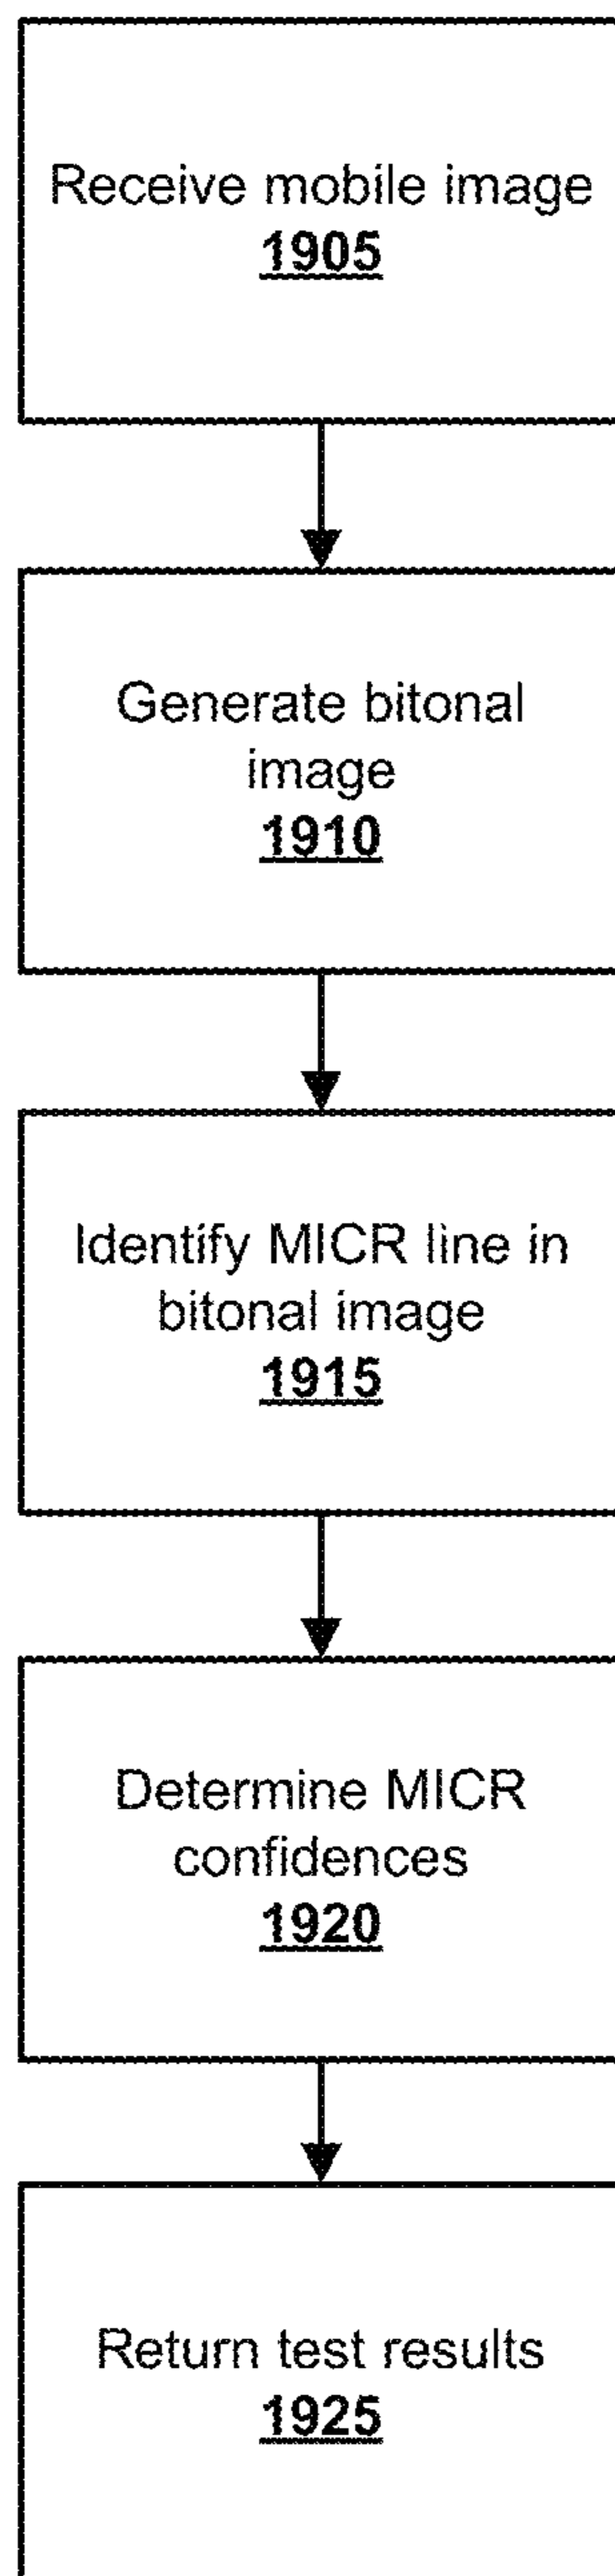 Receive mobile image
1905
Generate bitonal
image
1910
Identify MICR line in
bitonal image
1915
Determine MICR
confidences
1920
Return test results
1925